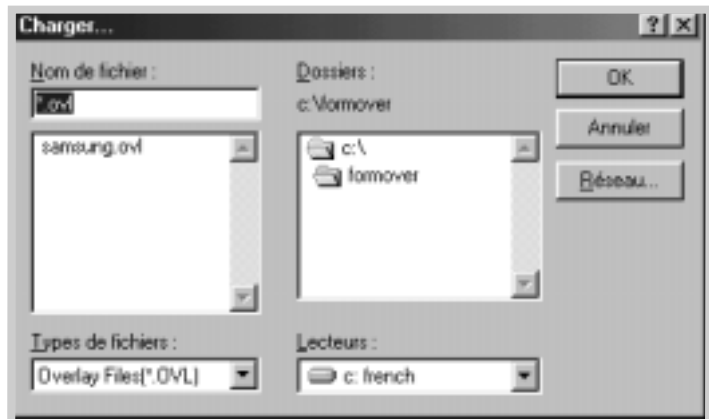 Charger...
Nom de fichier :
*.ovl
samsung.ovl
Types de fichiers :
Overlay Files(*.OVL)
Dossiers :
c:\formover
c:\
formover
Lecteurs :
c: french
OK
Annuler
Réseau...